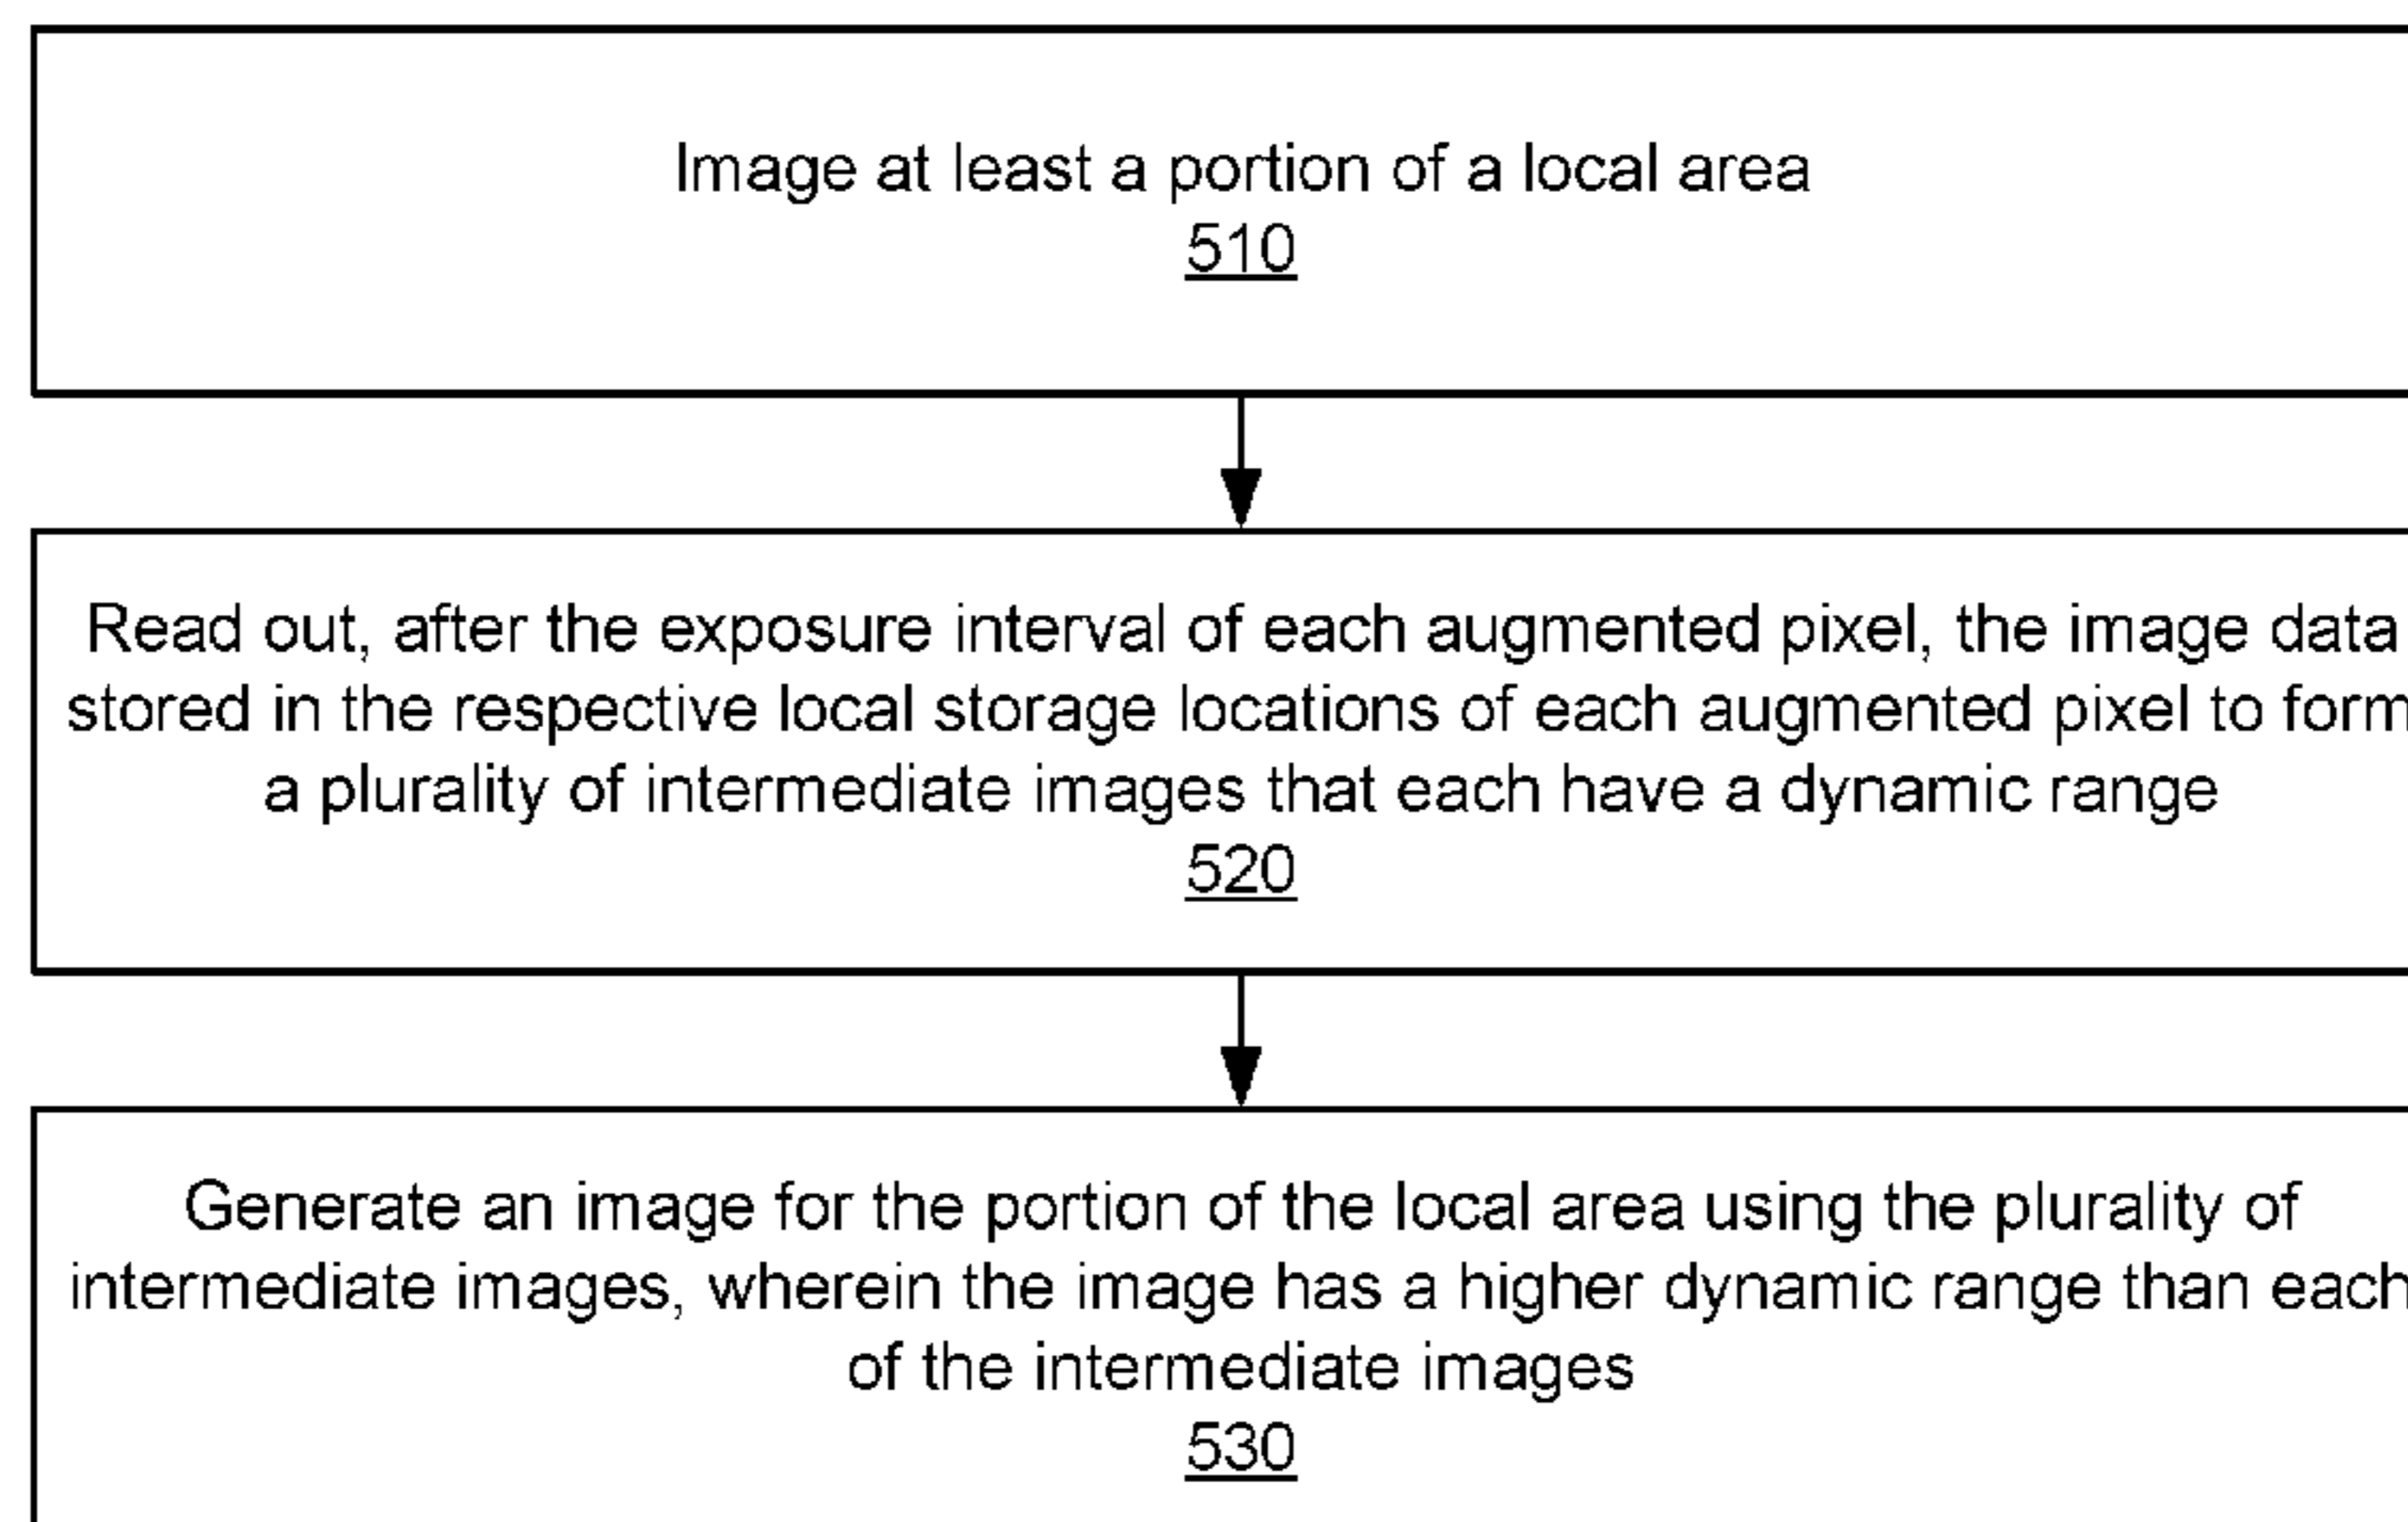 Image at least a portion of a local area
510
Read out, after the exposure interval of each augmented pixel, the image data
stored in the respective local storage locations of each augmented pixel to form
a plurality of intermediate images that each have a dynamic range
520
Generate an image for the portion of the local area using the plurality of
intermediate images, wherein the image has a higher dynamic range than each
of the intermediate images
530